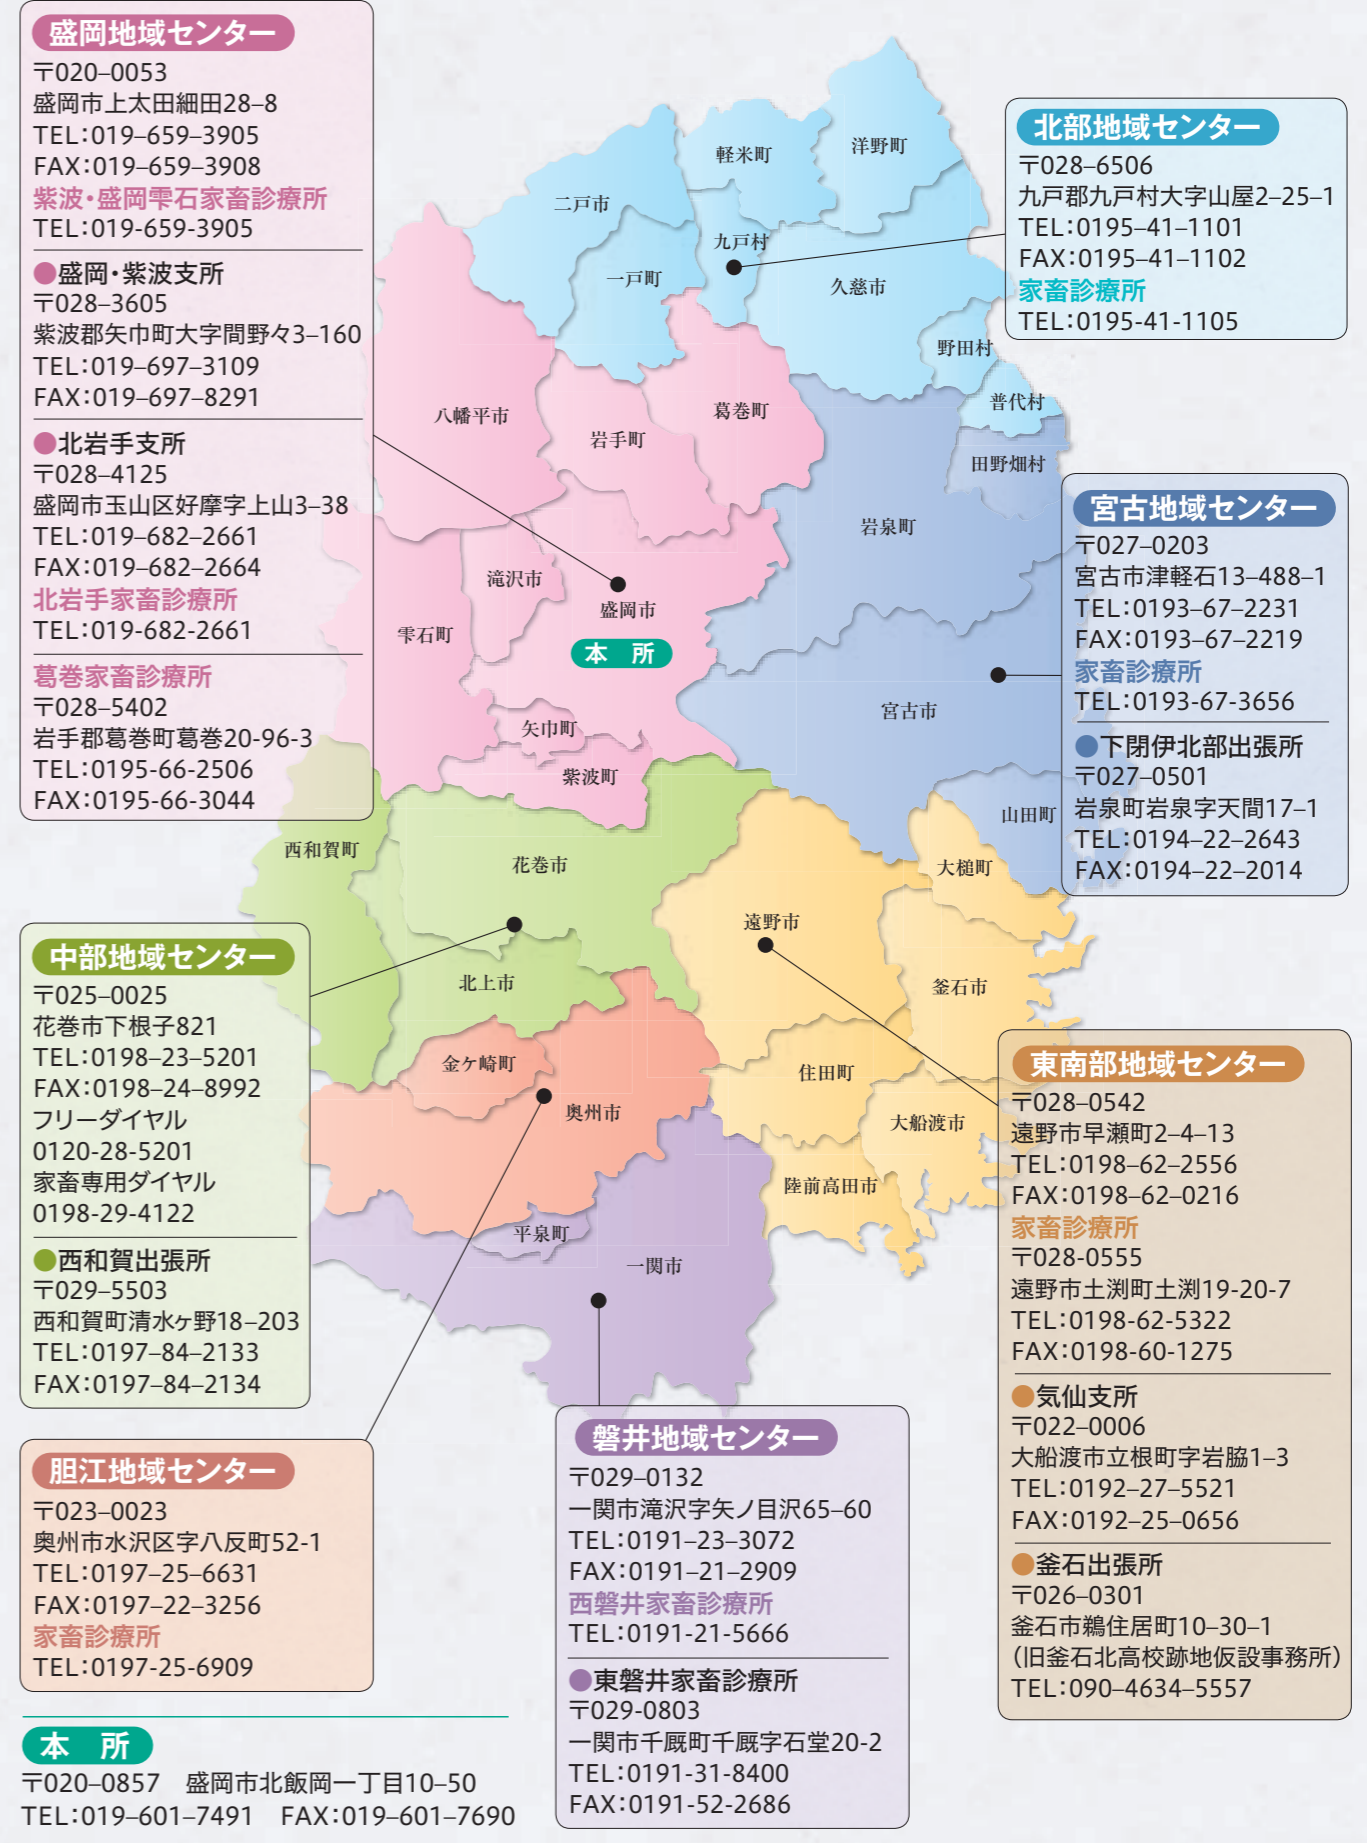 盛岡地域センター
〒020–0053
盛岡市上太田細田28–8
TEL：019–659–3905
FAX：019–659–3908
紫波・盛岡雫石家畜診療所
TEL：019-659-3905
●盛岡・紫波支所
〒028–3605
紫波郡矢巾町大字間野々3–160
TEL：019–697–3109
FAX：019–697–8291
●北岩手支所
〒028–4125
盛岡市玉山区好摩字上山3–38
TEL：019–682–2661
FAX：019–682–2664
北岩手家畜診療所
TEL：019-682-2661
葛巻家畜診療所
〒028–5402
岩手郡葛巻町葛巻20-96-3
TEL：0195-66-2506
FAX：0195-66-3044
北部地域センター
〒028–6506
九戸郡九戸村大字山屋2–25–1
TEL：0195–41–1101
FAX：0195–41–1102
家畜診療所
TEL：0195-41-1105
洋野町
軽米町
二戸市
九戸村
一戸町
久慈市
野田村
普代村
八幡平市
葛巻町
岩手町
田野畑村
岩泉町
滝沢市
盛岡市
雫石町
本　所
宮古市
矢巾町
紫波町
山田町
西和賀町
花巻市
大槌町
遠野市
北上市
釜石市
金ケ崎町
住田町
奥州市
大船渡市
陸前高田市
平泉町
一関市
宮古地域センター
〒027–0203
宮古市津軽石13–488–1
TEL：0193–67–2231
FAX：0193–67–2219
家畜診療所
TEL：0193-67-3656
●下閉伊北部出張所
〒027–0501
岩泉町岩泉字天間17–1
TEL：0194–22–2643
FAX：0194–22–2014
中部地域センター
〒025–0025
花巻市下根子821
TEL：0198–23–5201
FAX：0198–24–8992
フリーダイヤル
0120-28-5201
家畜専用ダイヤル
0198-29-4122
●西和賀出張所
〒029–5503
西和賀町清水ヶ野18–203
TEL：0197–84–2133
FAX：0197–84–2134
東南部地域センター
〒028–0542
遠野市早瀬町2–4–13
TEL：0198–62–2556
FAX：0198–62–0216
家畜診療所
〒028-0555
遠野市土渕町土渕19-20-7
TEL：0198-62-5322
FAX：0198-60-1275
●気仙支所
〒022–0006
大船渡市立根町字岩脇1–3
TEL：0192–27–5521
FAX：0192–25–0656
●釜石出張所
〒026–0301
釜石市鵜住居町10–30–1
（旧釜石北高校跡地仮設事務所）
TEL：090–4634–5557
胆江地域センター
〒023–0023
奥州市水沢区字八反町52-1
TEL：0197–25–6631
FAX：0197–22–3256
家畜診療所
TEL：0197-25-6909
磐井地域センター
〒029–0132
一関市滝沢字矢ノ目沢65–60
TEL：0191–23–3072
FAX：0191–21–2909
西磐井家畜診療所
TEL：0191-21-5666
●東磐井家畜診療所
〒029-0803
一関市千厩町千厩字石堂20-2
TEL：0191-31-8400
FAX：0191-52-2686
本　所
〒020–0857　盛岡市北飯岡一丁目10–50
TEL：019–601–7491　FAX：019–601–7690